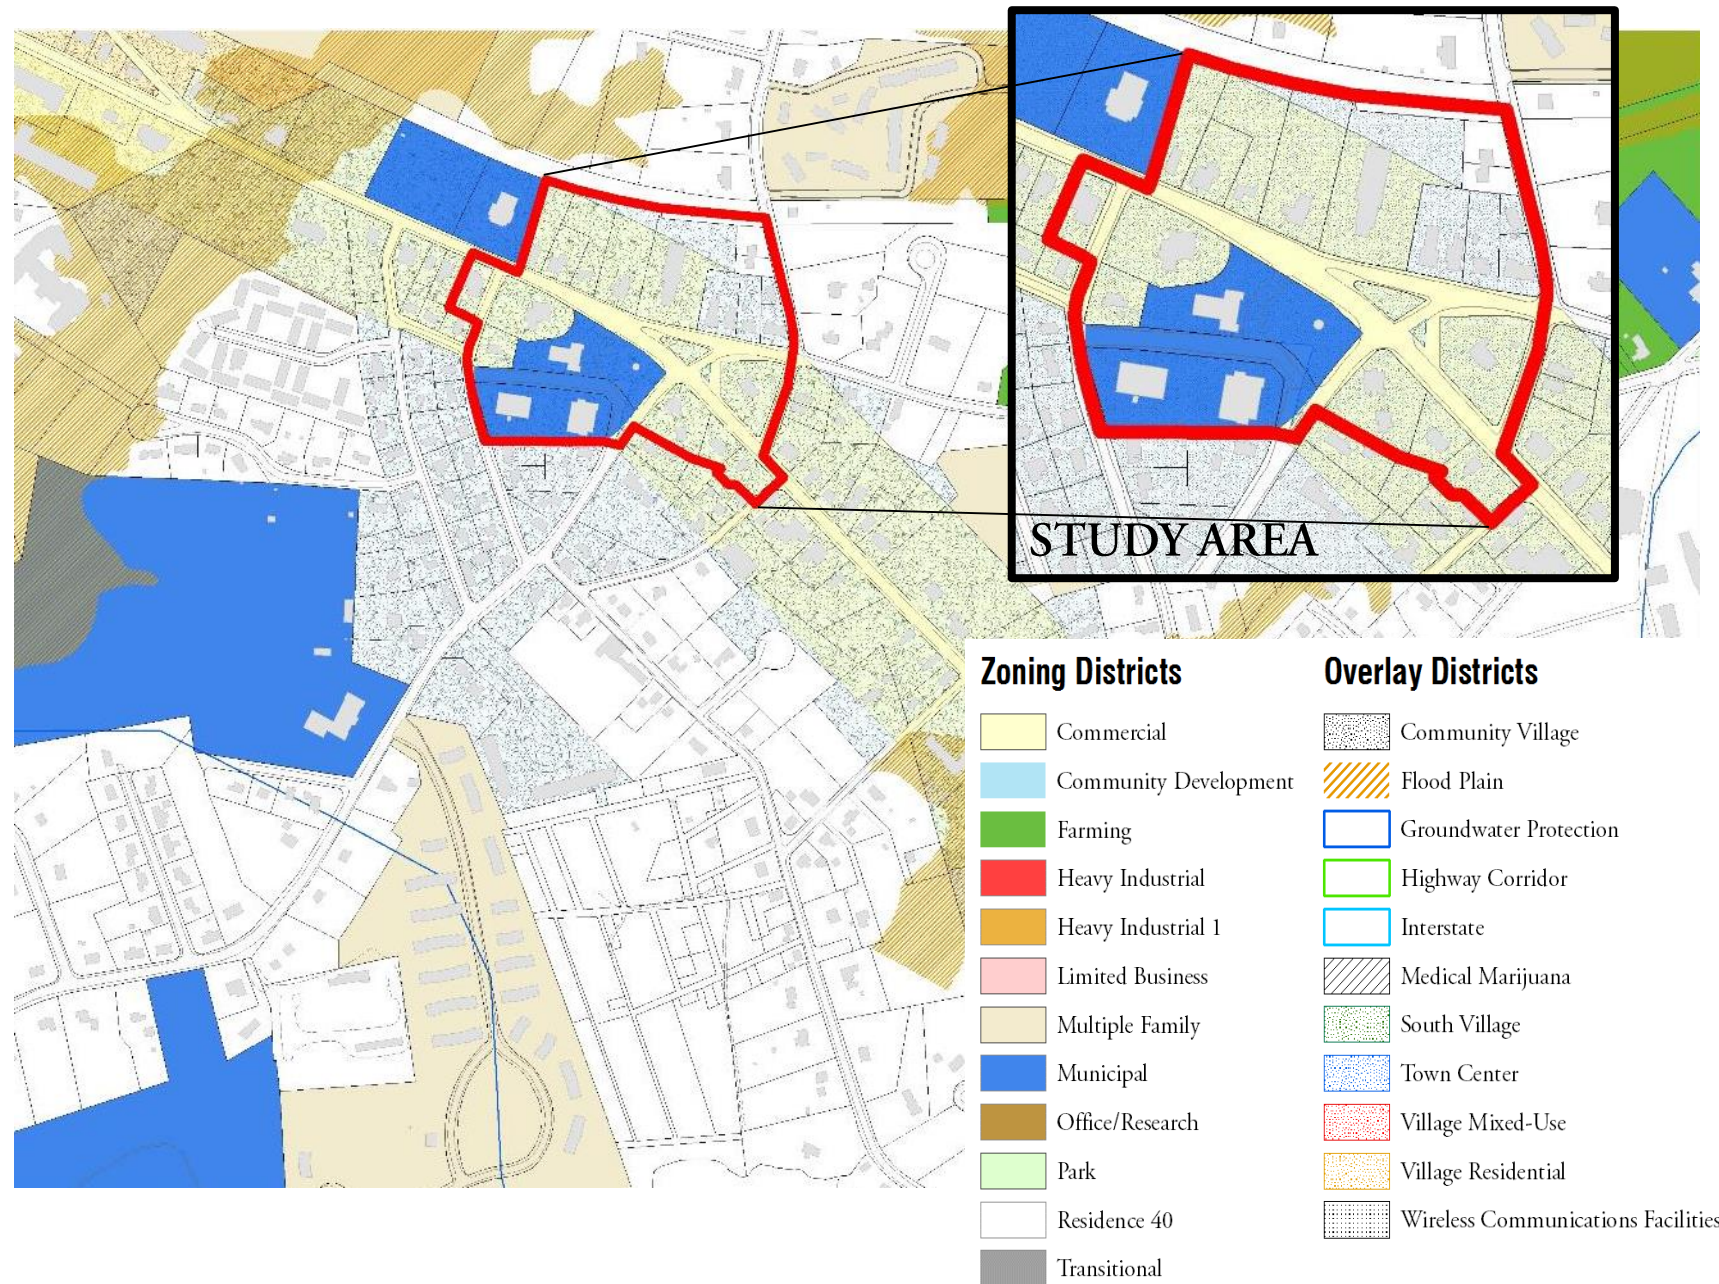 STUDY AREA
Zoning Districts
Commercial
Community Development
Farming
Heavy Industrial
Heavy Industrial 1
Limited Business
Multiple Family
Municipal
Office/Research
Park
Residence 40
Transitional
Overlay Districts
Community Village
Flood Plain
Groundwater Protection
Highway Corridor
Interstate
Medical Marijuana
South Village
Town Center
Village Mixed-Use
Village Residential
Wireless Communications Facilities